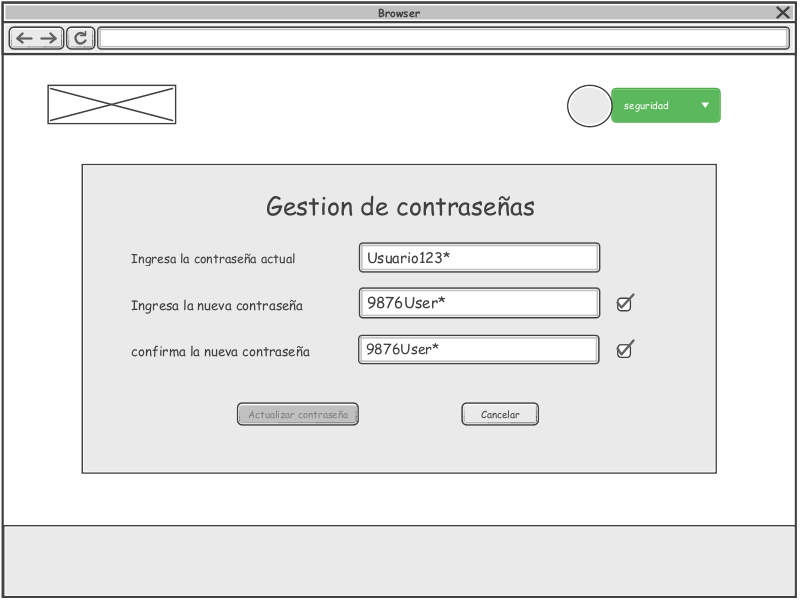 Browser
seguridad
Gestion de contraseñas
Ingresa la contraseña actual
Usuario123*
Ingresa la nueva contraseña
9876User*
confirma la nueva contraseña
9876User*
Actualizar contraseña
Cancelar